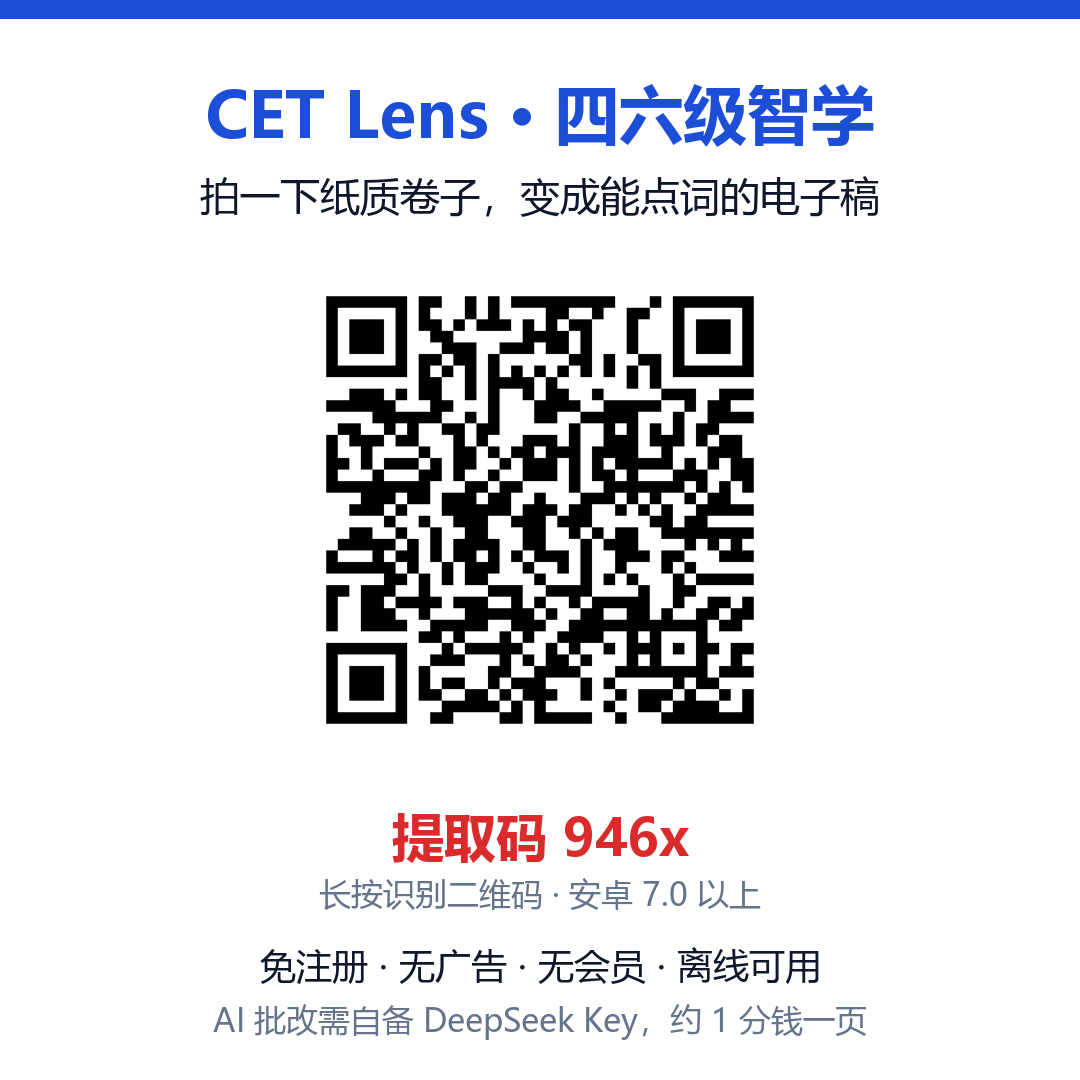 CET Lens · 四六级智学
拍一下纸质卷子，变成能点词的电子稿
提取码 946x
长按识别二维码 · 安卓 7.0 以上
免注册 · 无广告 · 无会员 · 离线可用
AI 批改需自备 DeepSeek Key，约 1 分钱一页